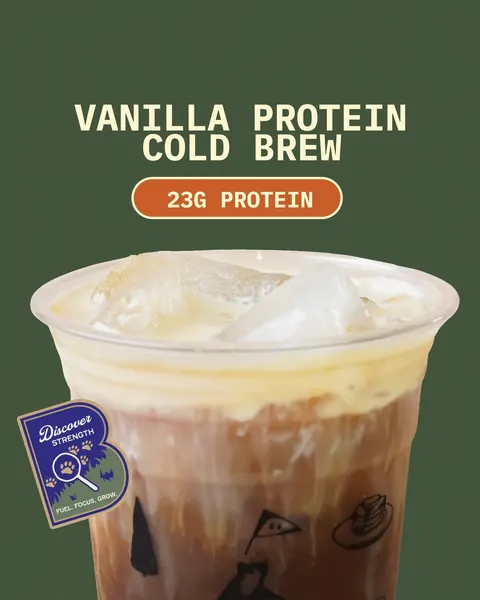 VANILLA PROTEIN
COLD BREW
23G PROTEIN
Discover
STRENGTH
FUEL. FOCUS. GROW.